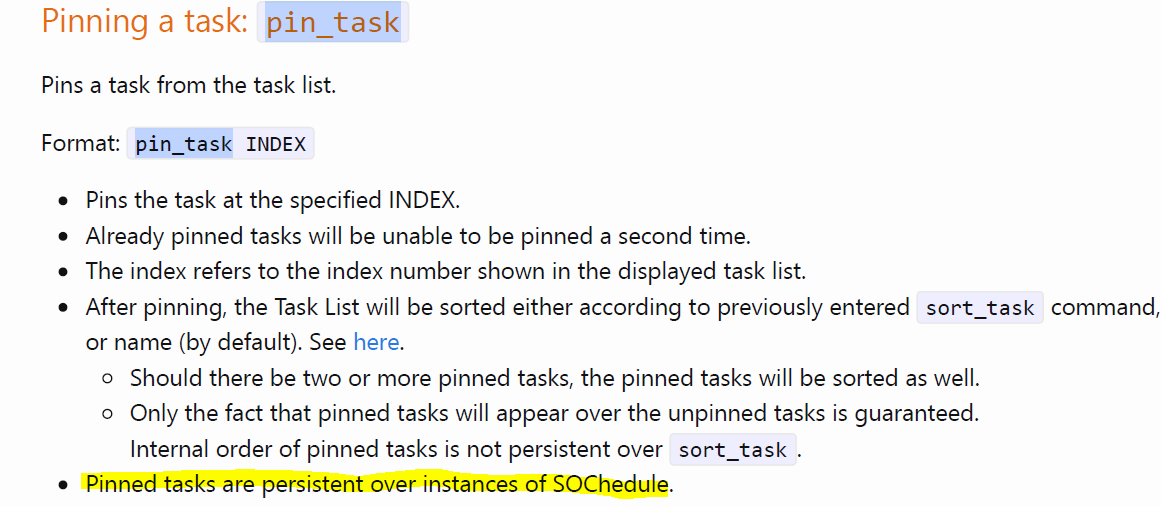 Pinning a task: pin_task
Pins a task from the task list.
Format: pin_task INDEX
• Pins the task at the specified INDEX.
• Already pinned tasks will be unable to be pinned a second time.
• The index refers to the index number shown in the displayed task list.
• After pinning, the Task List will be sorted either according to previously entered sort_task command,
or name (by default). See here.
○ Should there be two or more pinned tasks, the pinned tasks will be sorted as well.
○ Only the fact that pinned tasks will appear over the unpinned tasks is guaranteed.
Internal order of pinned tasks is not persistent over sort_task.
• Pinned tasks are persistent over instances of SOChedule.